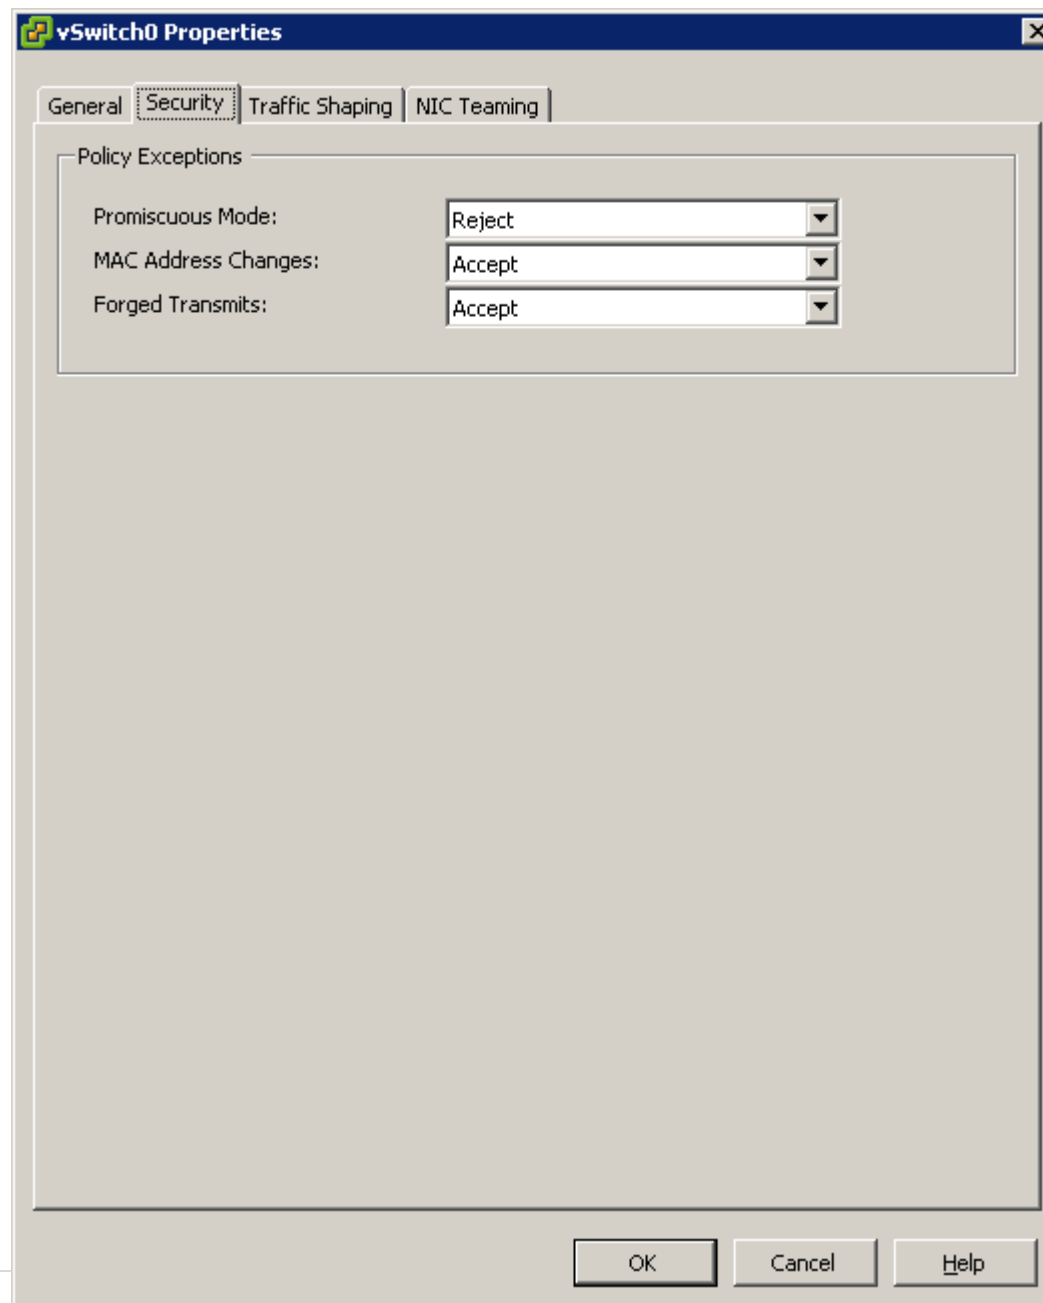 vSwitch0 Properties
General Security Traffic Shaping NIC Teaming
Policy Exceptions
Promiscuous Mode: Reject
MAC Address Changes: Accept
Forged Transmits: Accept
OK Cancel Help